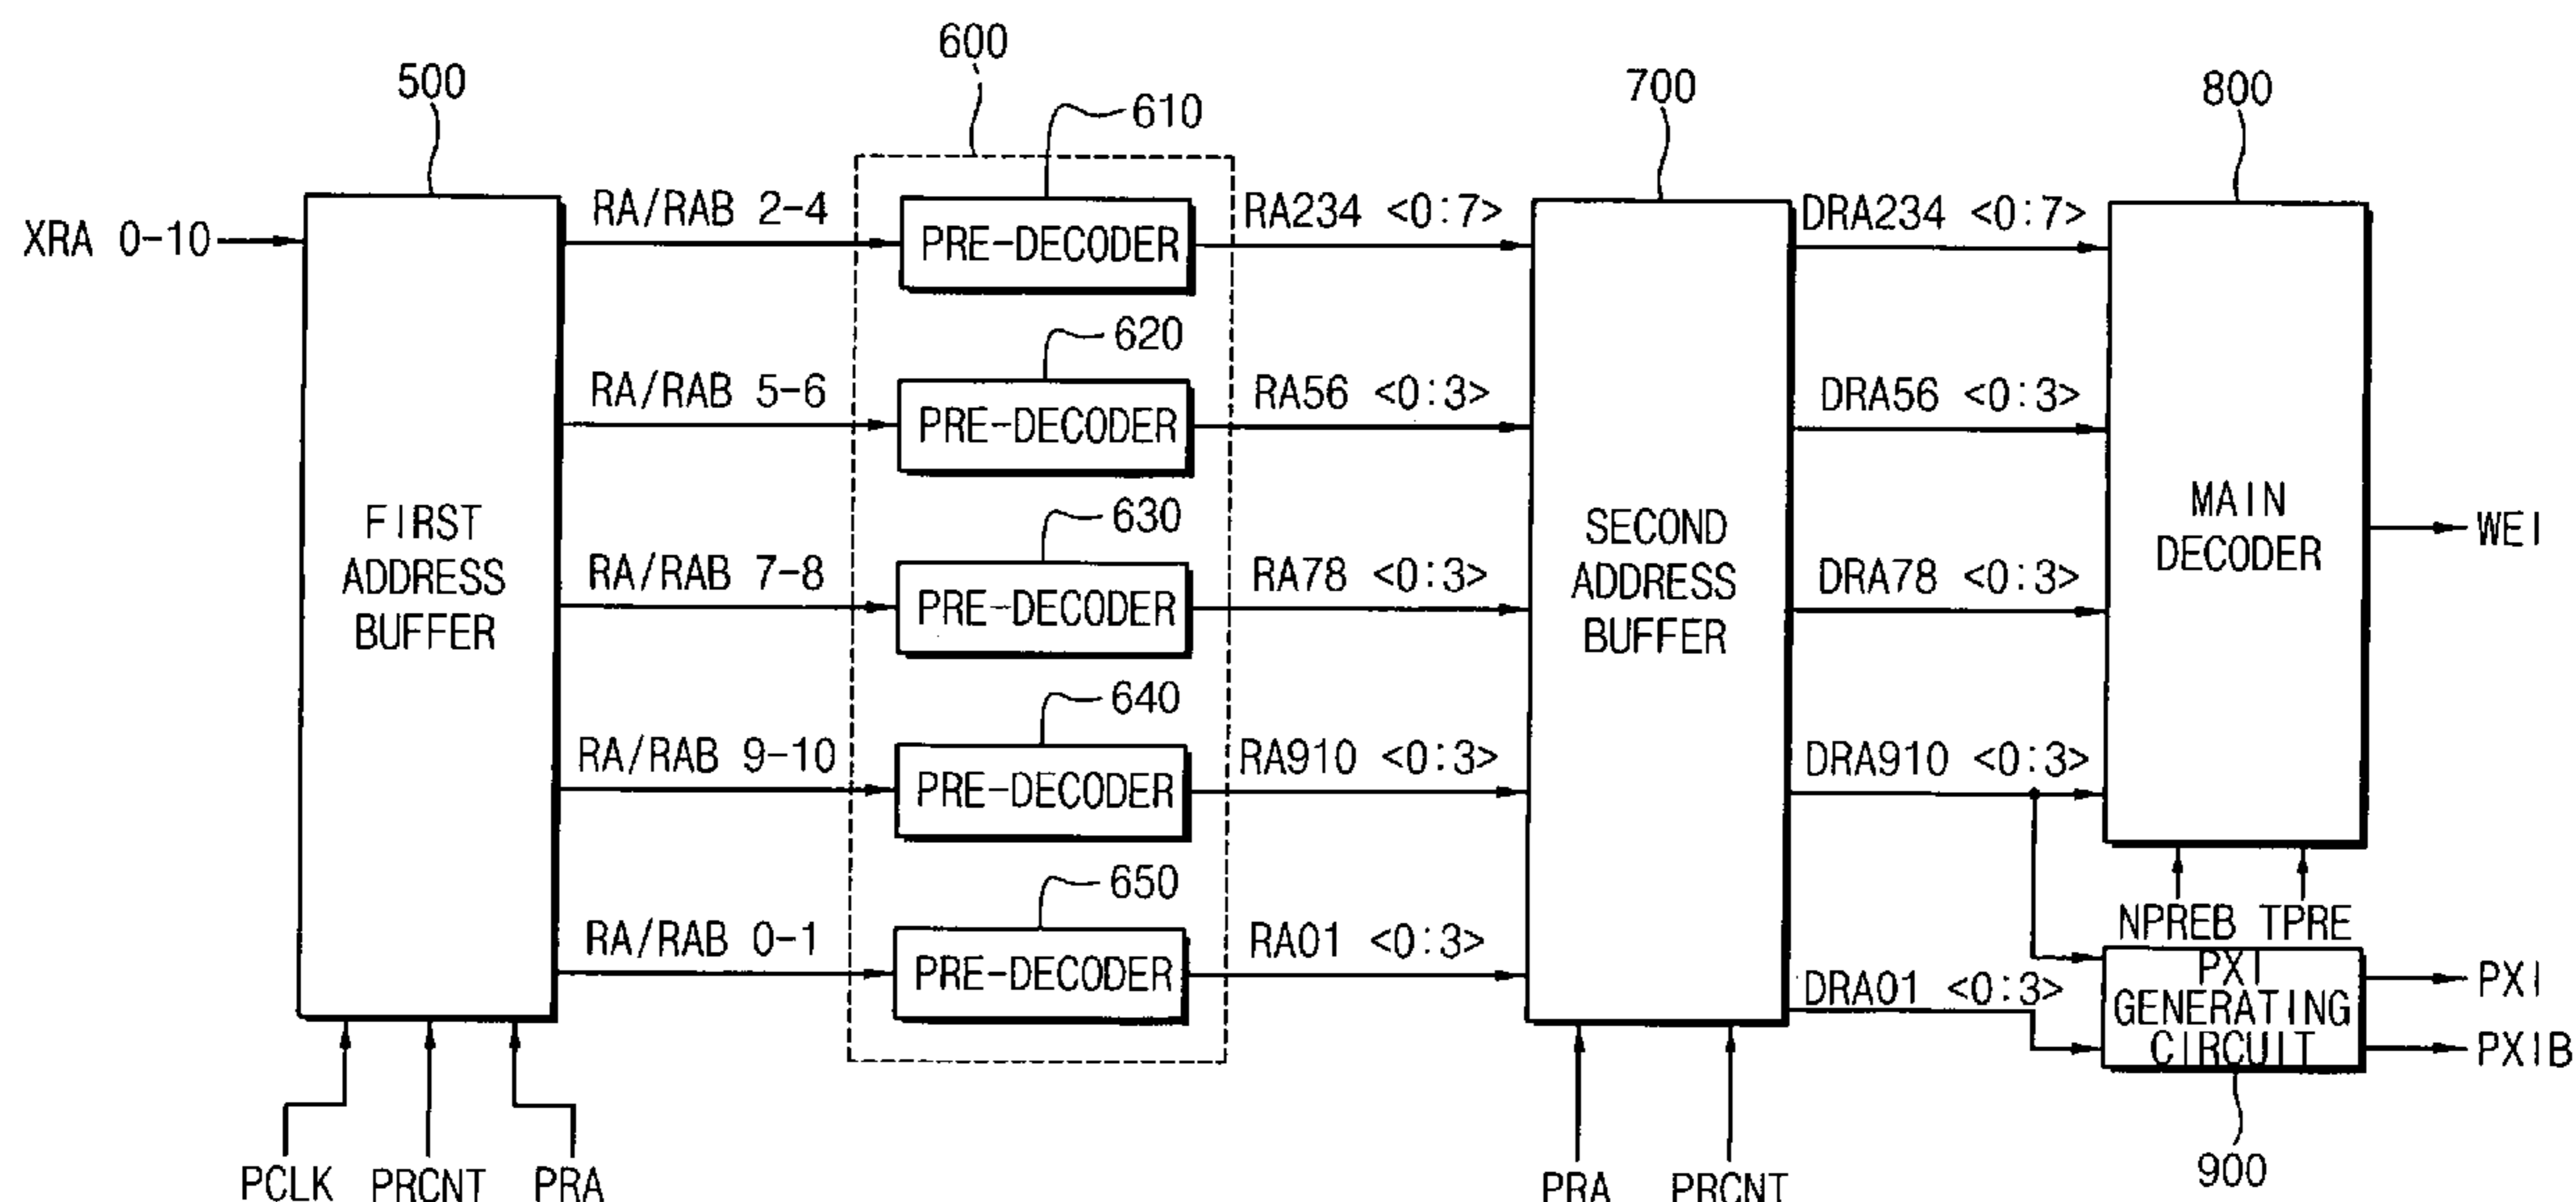 600
500
610
700
800
XRA 0-10
RA/RAB 2-4
PRE-DECODER
RA234 <0:7>
DRA234 <0:7>
620
RA/RAB 5-6
PRE-DECODER
RA56 <0:3>
DRA56 <0:3>
FIRST
ADDRESS
BUFFER
630
RA/RAB 7-8
PRE-DECODER
RA78 <0:3>
SECOND
ADDRESS
BUFFER
DRA78 <0:3>
MAIN
DECODER
WEI
640
RA/RAB 9-10
PRE-DECODER
RA910 <0:3>
DRA910 <0:3>
650
RA/RAB 0-1
PRE-DECODER
RA01 <0:3>
DRA01 <0:3>
NPREB TPRE
PXI
GENERATING
CIRCUIT
PXI
PXIB
900
PCLK PRCNT PRA
PRA PRCNT